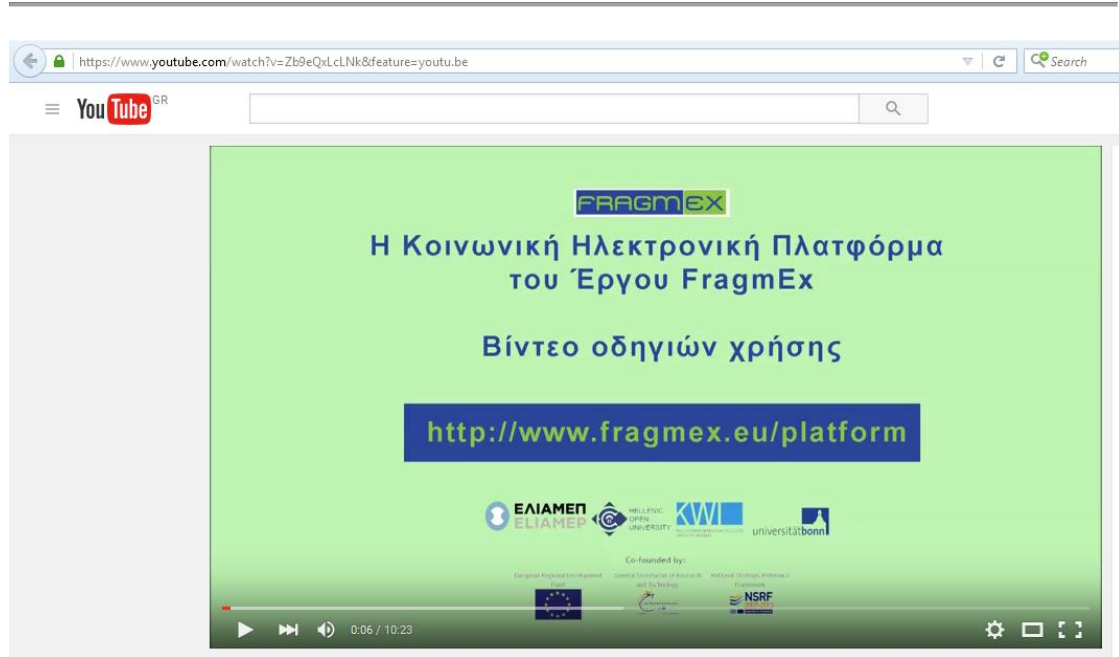 https://www.youtube.com/watch?v=Zb9eQxLcLNk&feature=youtu.be
Search
YouTube GR
FRAGMEX
Η Κοινωνική Ηλεκτρονική Πλατφόρμα
του Έργου FragmEx
Βίντεο οδηγιών χρήσης
http://www.fragmex.eu/platform
ΕΛΙΑΜΕΠ
ELIAMEP
HELLENIC
OPEN
UNIVERSITY
KWI
universitätbonn
Co-founded by:
European Regional Development
Fund
General Secretariat of Research
and Technology
National Strategic Reference
Framework
NSRF
0:06 / 10:23